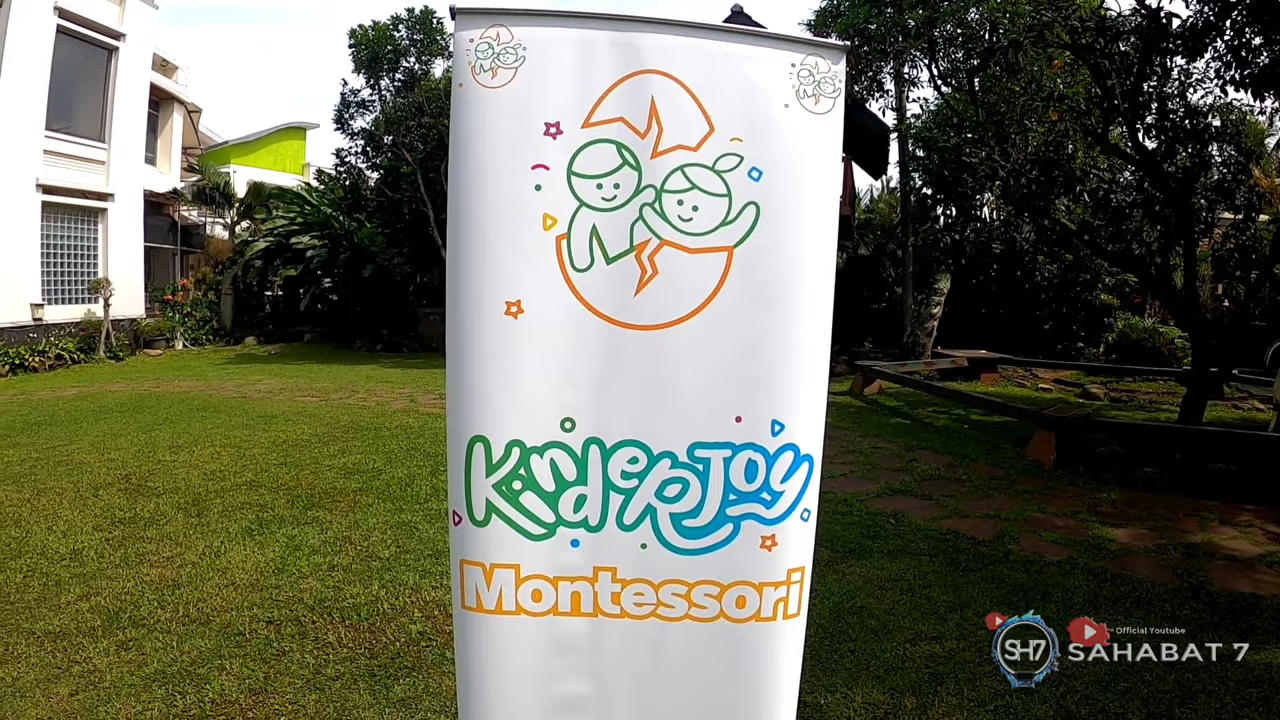 KinderJoy
Montessori
Official Youtube
SH7
SAHABAT 7